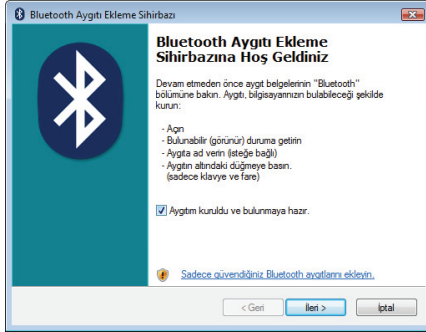 Bluetooth Aygıtı Ekleme Sihirbazı
Bluetooth Aygıtı Ekleme
Sihirbazına Hoş Geldiniz
Devam etmeden önce aygıt belgelerinin "Bluetooth"
bölümüne bakın. Aygıtı, bilgisayarınızın bulabileceği şekilde
kurun:
- Açın
- Bulunabilir (görünür) duruma getirin
- Aygıta ad verin (isteğe bağlı)
- Aygıtın altındaki düğmeye basın.
(sadece klavye ve fare)
Aygıtım kuruldu ve bulunmaya hazır.
Sadece güvendiğiniz Bluetooth aygıtlarını ekleyin.
< Geri
İleri >
İptal